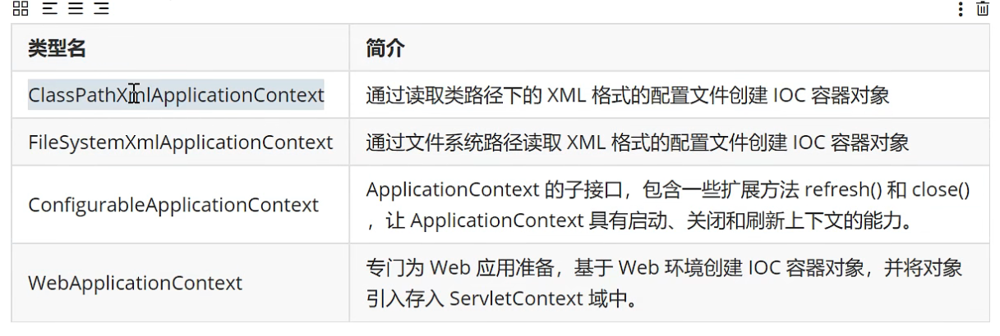 类型名 简介
ClassPathXmlApplicationContext 通过读取类路径下的 XML 格式的配置文件创建 IOC 容器对象
FileSystemXmlApplicationContext 通过文件系统路径读取 XML 格式的配置文件创建 IOC 容器对象
ConfigurableApplicationContext ApplicationContext 的子接口，包含一些扩展方法 refresh() 和 close()
，让 ApplicationContext 具有启动、关闭和刷新上下文的能力。
WebApplicationContext 专门为 Web 应用准备，基于 Web 环境创建 IOC 容器对象，并将对象
引入存入 ServletContext 域中。